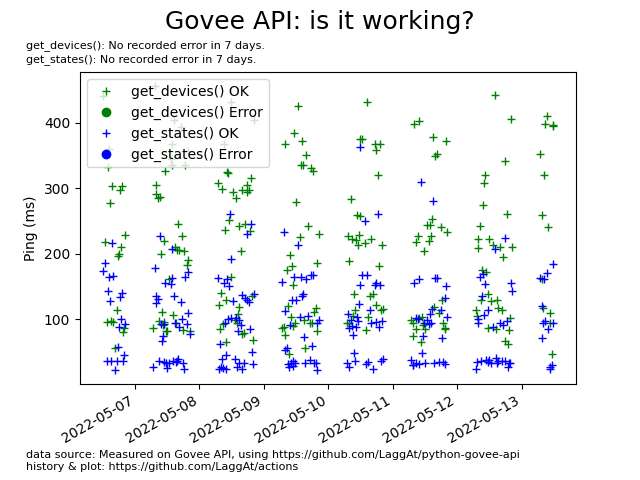 Govee API: is it working?
get_devices(): No recorded error in 7 days.
get_states(): No recorded error in 7 days.
get_devices() OK
get_devices() Error
get_states() OK
get_states() Error
400
300
200
100
Ping (ms)
2022-05-07
2022-05-08
2022-05-09
2022-05-10
2022-05-11
2022-05-12
2022-05-13
data source: Measured on Govee API, using https://github.com/LaggAt/python-govee-api
history & plot: https://github.com/LaggAt/actions